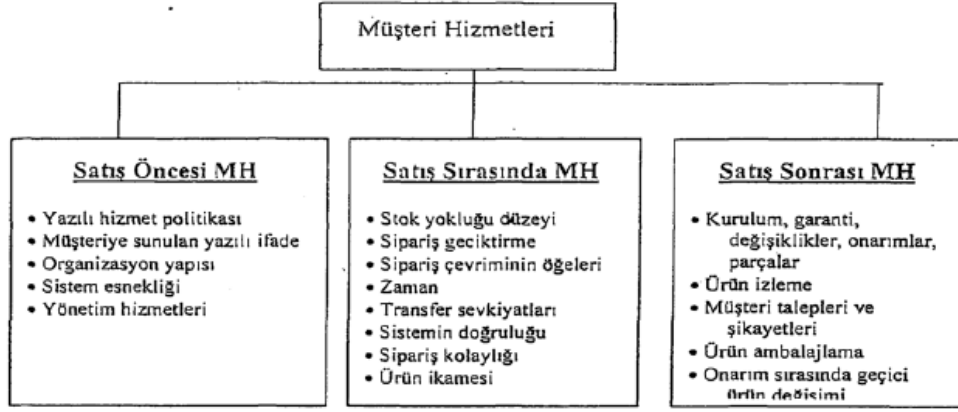 Müşteri Hizmetleri
Satış Öncesi MH
• Yazılı hizmet politikası
• Müşteriye sunulan yazılı ifade
• Organizasyon yapısı
• Sistem esnekliği
• Yönetim hizmetleri
Satış Sırasında MH
• Stok yokluğu düzeyi
• Sipariş geciktirme
• Sipariş çevriminin öğeleri
• Zaman
• Transfer sevkiyatları
• Sistemin doğruluğu
• Sipariş kolaylığı
• Ürün ikamesi
Satış Sonrası MH
• Kurulum, garanti,
değişiklikler, onarımlar,
parçalar
• Ürün izleme
• Müşteri talepleri ve
şikayetleri
• Ürün ambalajlama
• Onarım sırasında geçici
ürün değişimi